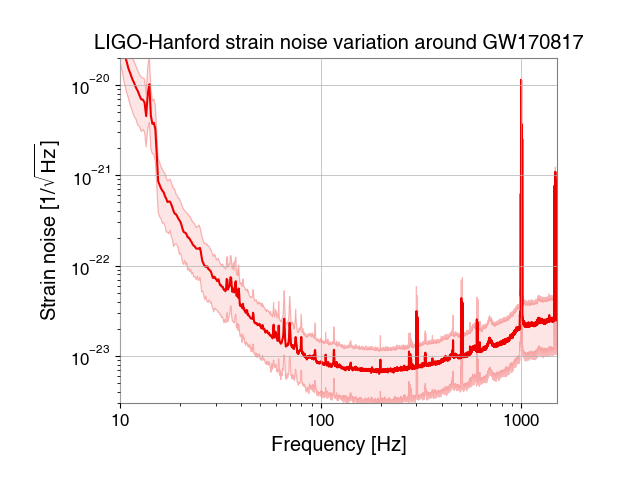 LIGO-Hanford strain noise variation around GW170817
Strain noise [1/√Hz]
10⁻²⁰
10⁻²¹
10⁻²²
10⁻²³
10
100
1000
Frequency [Hz]